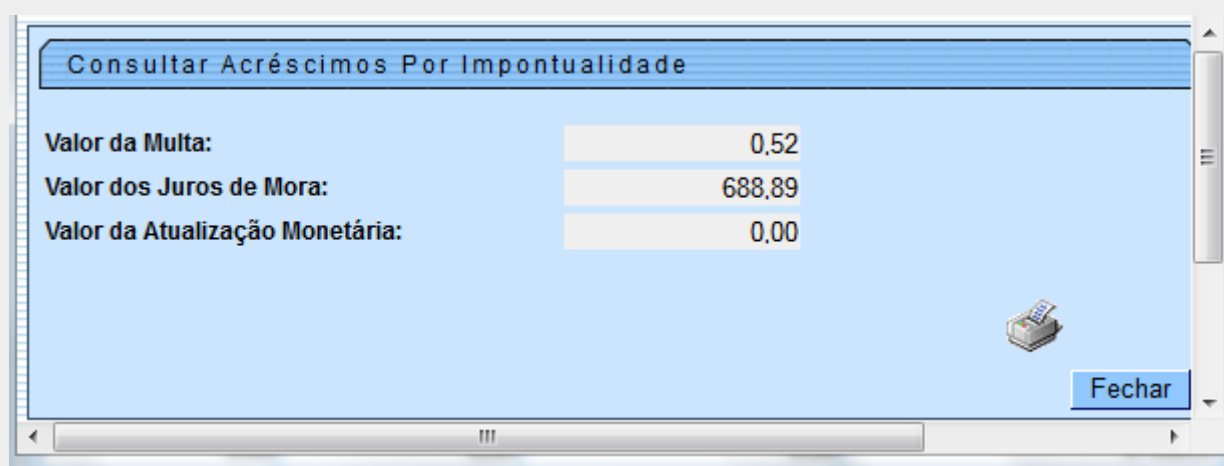 Consultar Acréscimos Por Impontualidade
Valor da Multa: 0,52
Valor dos Juros de Mora: 688,89
Valor da Atualização Monetária: 0,00
Fechar